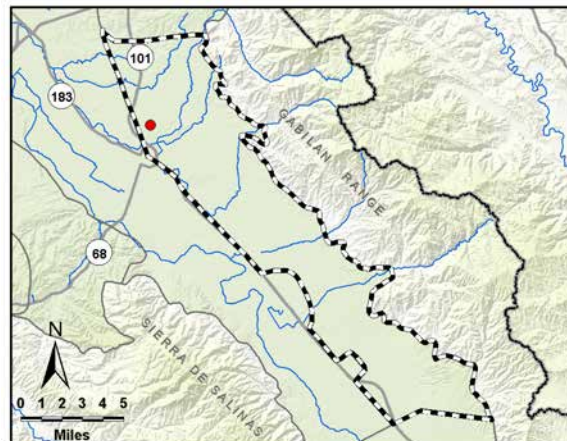 101
183
GABILAN RANGE
68
SIERRA DE SALINAS
N
0 1 2 3 4 5
Miles